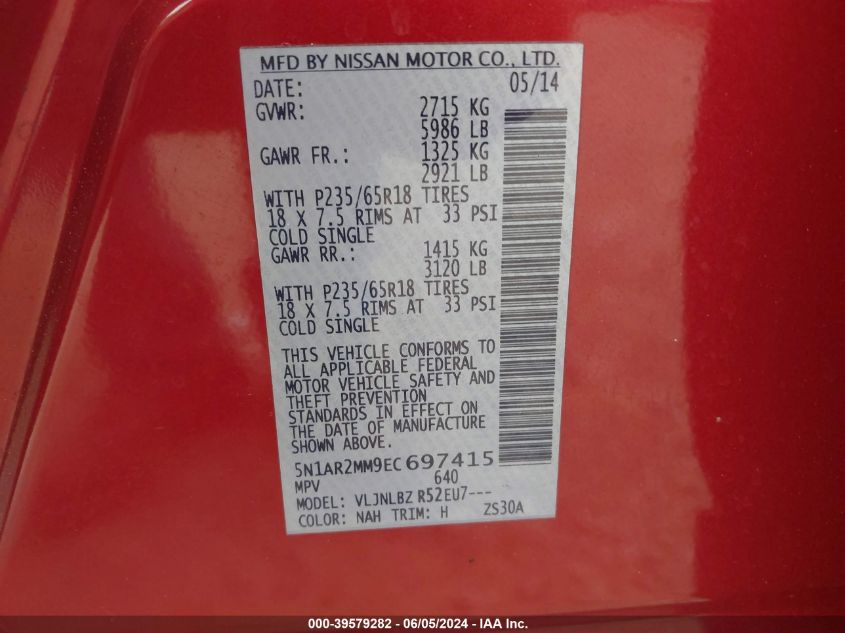 MFD BY NISSAN MOTOR CO., LTD.
DATE: 05/14
GVWR: 2715 KG
5986 LB
GAWR FR.: 1325 KG
2921 LB
WITH P235/65R18 TIRES
18 X 7.5 RIMS AT 33 PSI
COLD SINGLE
GAWR RR.: 1415 KG
3120 LB
WITH P235/65R18 TIRES
18 X 7.5 RIMS AT 33 PSI
COLD SINGLE
THIS VEHICLE CONFORMS TO
ALL APPLICABLE FEDERAL
MOTOR VEHICLE SAFETY AND
THEFT PREVENTION
STANDARDS IN EFFECT ON
THE DATE OF MANUFACTURE
SHOWN ABOVE.
5N1AR2MM9EC697415
MPV 640
MODEL: VLJNLBZ R52EU7---
COLOR: NAH TRIM: H ZS30A
000-39579282 - 06/05/2024 - IAA Inc.